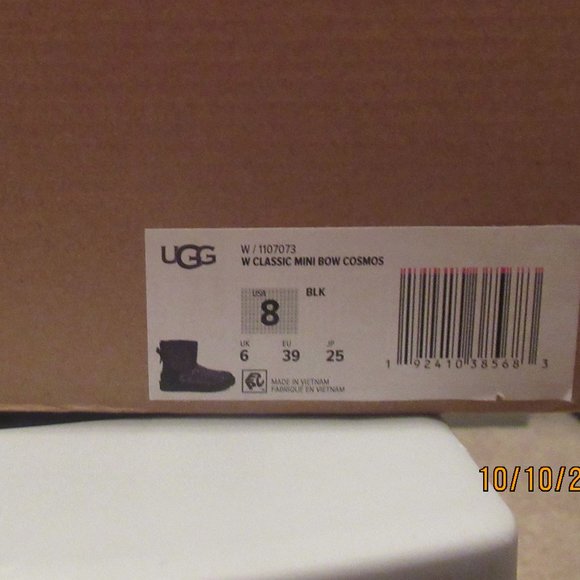 UGG
W / 1107073
W CLASSIC MINI BOW COSMOS
USA
8
BLK
UK EU JP
6 39 25
MADE IN VIETNAM
FABRIQUÉ EN VIETNAM
1 92410 38568 3
10/10/2